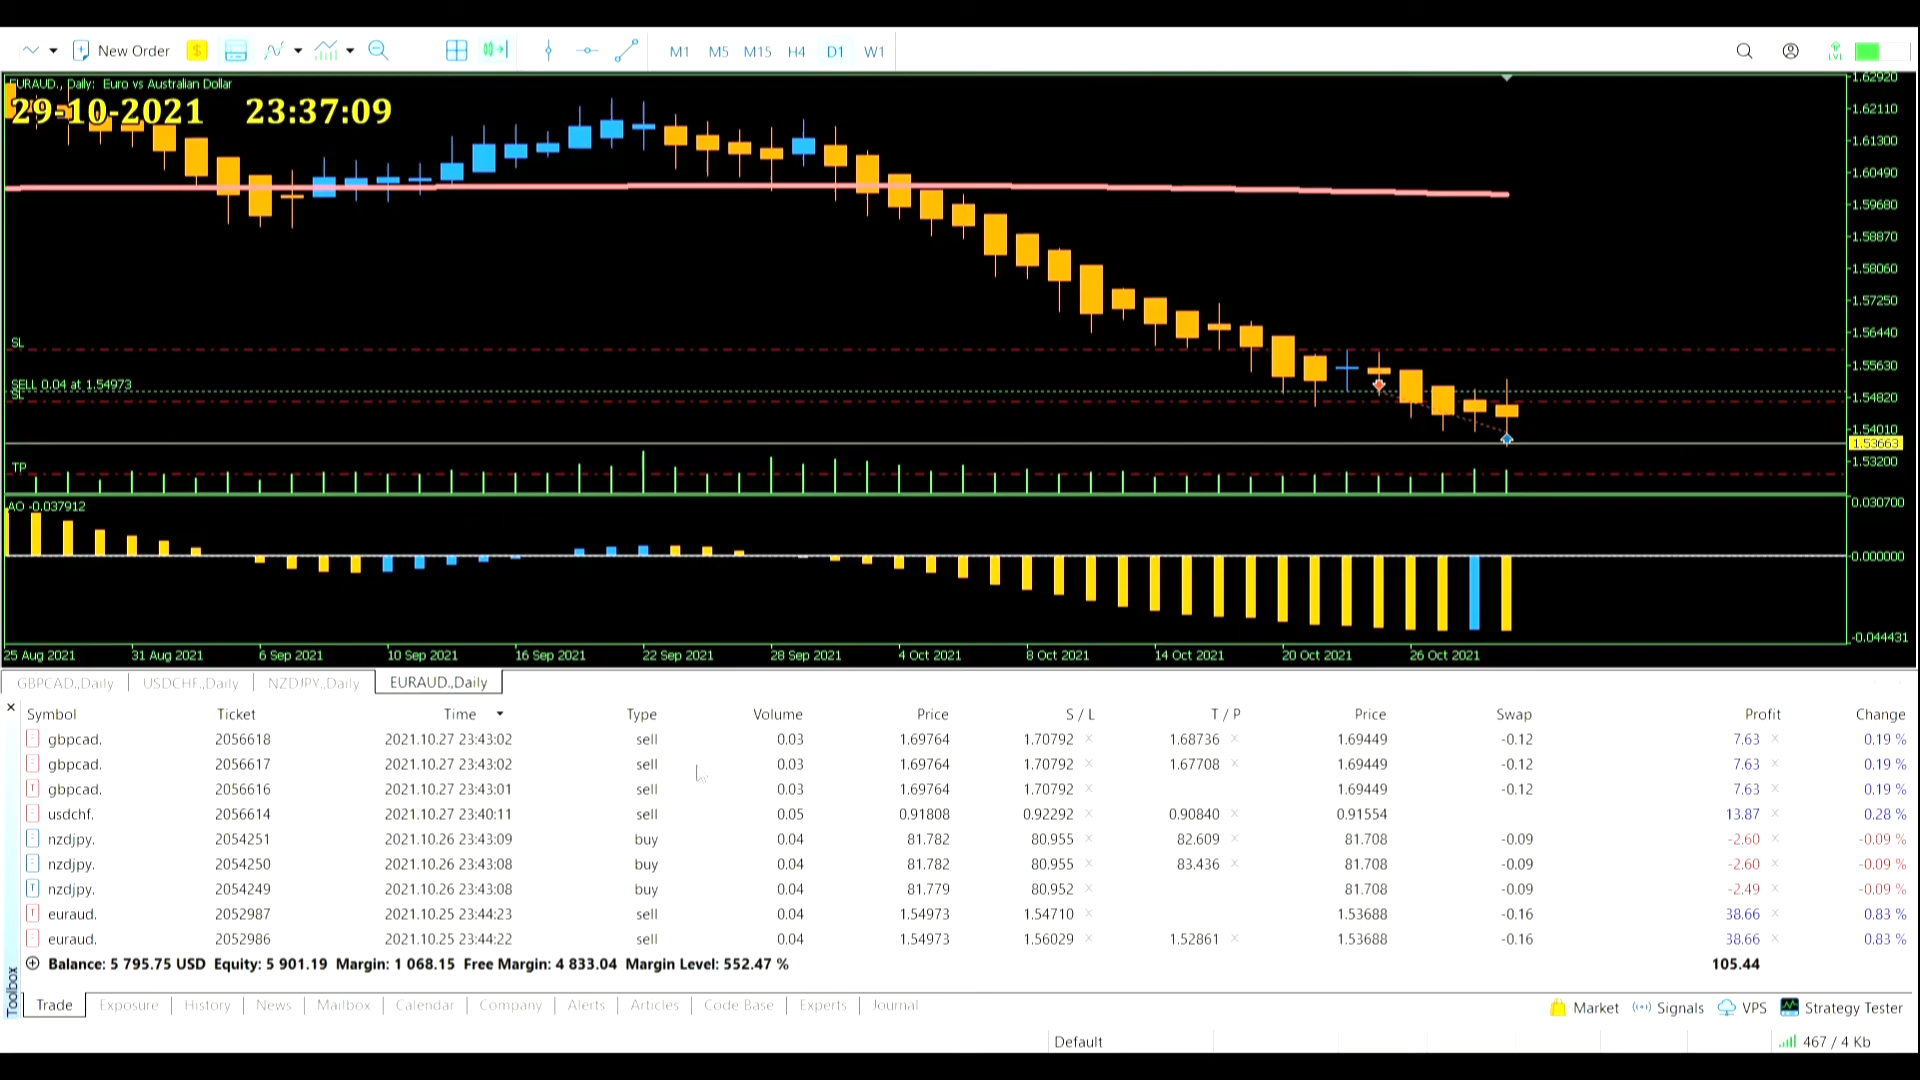 New Order $ M1 M5 M15 H4 D1 W1 LVL
EURAUD., Daily: Euro vs Australian Dollar
29-10-2021 23:37:09
1.62920
1.62110
1.61300
1.60490
1.59680
1.58870
1.58060
1.57250
1.56440
SL
1.55630
SELL 0.04 at 1.54973
SL
1.54820
1.54010
1.53663
1.53200
TP
AO -0.037912
0.030700
0.000000
-0.044431
25 Aug 2021 31 Aug 2021 6 Sep 2021 10 Sep 2021 16 Sep 2021 22 Sep 2021 28 Sep 2021 4 Oct 2021 8 Oct 2021 14 Oct 2021 20 Oct 2021 26 Oct 2021
GBPCAD.,Daily USDCHF.,Daily NZDJPY.,Daily EURAUD.,Daily
Symbol Ticket Time Type Volume Price S / L T / P Price Swap Profit Change
gbpcad. 2056618 2021.10.27 23:43:02 sell 0.03 1.69764 1.70792 1.68736 1.69449 -0.12 7.63 0.19 %
gbpcad. 2056617 2021.10.27 23:43:02 sell 0.03 1.69764 1.70792 1.67708 1.69449 -0.12 7.63 0.19 %
gbpcad. 2056616 2021.10.27 23:43:01 sell 0.03 1.69764 1.70792 1.69449 -0.12 7.63 0.19 %
usdchf. 2056614 2021.10.27 23:40:11 sell 0.05 0.91808 0.92292 0.90840 0.91554 13.87 0.28 %
nzdjpy. 2054251 2021.10.26 23:43:09 buy 0.04 81.782 80.955 82.609 81.708 -0.09 -2.60 -0.09 %
nzdjpy. 2054250 2021.10.26 23:43:08 buy 0.04 81.782 80.955 83.436 81.708 -0.09 -2.60 -0.09 %
nzdjpy. 2054249 2021.10.26 23:43:08 buy 0.04 81.779 80.952 81.708 -0.09 -2.49 -0.09 %
euraud. 2052987 2021.10.25 23:44:23 sell 0.04 1.54973 1.54710 1.53688 -0.16 38.66 0.83 %
euraud. 2052986 2021.10.25 23:44:22 sell 0.04 1.54973 1.56029 1.52861 1.53688 -0.16 38.66 0.83 %
Balance: 5 795.75 USD Equity: 5 901.19 Margin: 1 068.15 Free Margin: 4 833.04 Margin Level: 552.47 % 105.44
Toolbox
Trade Exposure History News Mailbox Calendar Company Alerts Articles Code Base Experts Journal Market Signals VPS Strategy Tester
Default 467 / 4 Kb